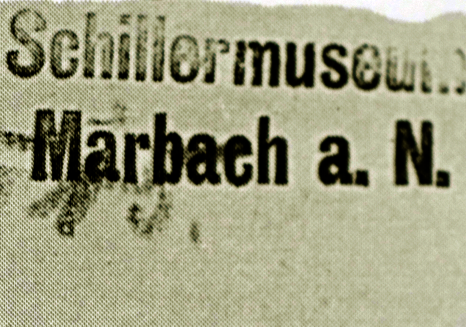 Schillermuseum
Marbach a. N.